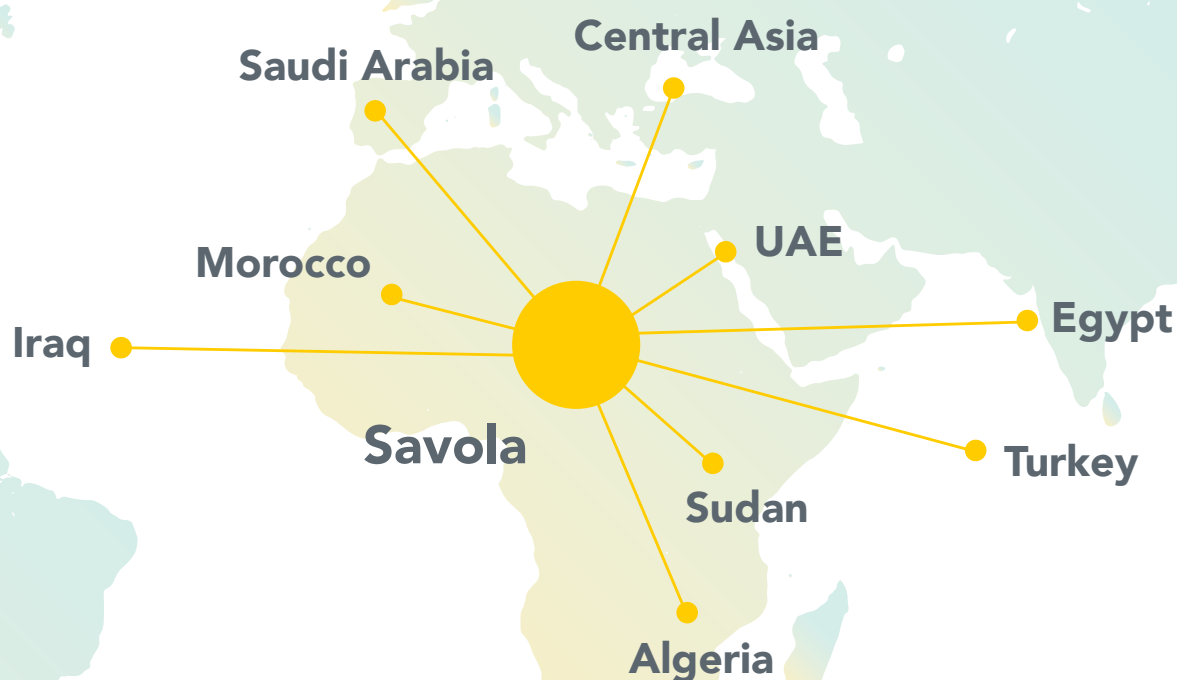 Central Asia
Saudi Arabia
UAE
Morocco
Egypt
Iraq
Savola
Turkey
Sudan
Algeria